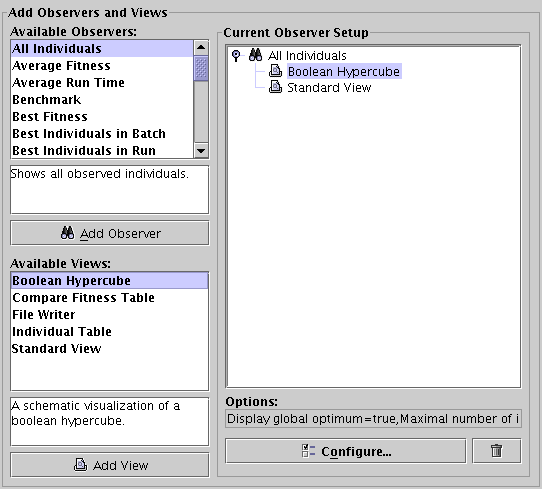 Add Observers and Views
Available Observers:
All Individuals
Average Fitness
Average Run Time
Benchmark
Best Fitness
Best Individuals in Batch
Best Individuals in Run
Shows all observed individuals.
Add Observer
Available Views:
Boolean Hypercube
Compare Fitness Table
File Writer
Individual Table
Standard View
A schematic visualization of a
boolean hypercube.
Add View
Current Observer Setup
All Individuals
Boolean Hypercube
Standard View
Options:
Display global optimum=true,Maximal number of i
Configure...